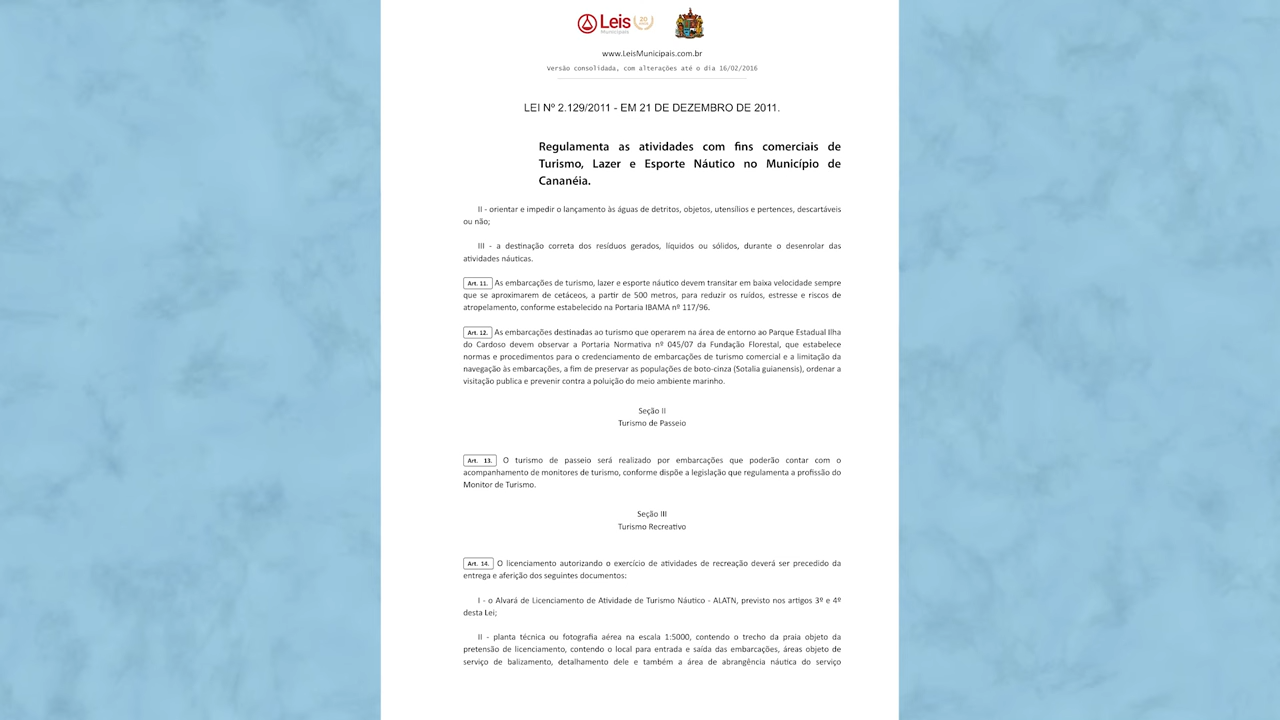 Leis
Municipais
20
anos
www.LeisMunicipais.com.br
Versão consolidada, com alterações até o dia 16/02/2016
LEI Nº 2.129/2011 - EM 21 DE DEZEMBRO DE 2011.
Regulamenta as atividades com fins comerciais de
Turismo, Lazer e Esporte Náutico no Município de
Cananéia.
II - orientar e impedir o lançamento às águas de detritos, objetos, utensílios e pertences, descartáveis
ou não;
III - a destinação correta dos resíduos gerados, líquidos ou sólidos, durante o desenrolar das
atividades náuticas.
Art. 11. As embarcações de turismo, lazer e esporte náutico devem transitar em baixa velocidade sempre
que se aproximarem de cetáceos, a partir de 500 metros, para reduzir os ruídos, estresse e riscos de
atropelamento, conforme estabelecido na Portaria IBAMA nº 117/96.
Art. 12. As embarcações destinadas ao turismo que operarem na área de entorno ao Parque Estadual Ilha
do Cardoso devem observar a Portaria Normativa nº 045/07 da Fundação Florestal, que estabelece
normas e procedimentos para o credenciamento de embarcações de turismo comercial e a limitação da
navegação às embarcações, a fim de preservar as populações de boto-cinza (Sotalia guianensis), ordenar a
visitação publica e prevenir contra a poluição do meio ambiente marinho.
Seção II
Turismo de Passeio
Art. 13. O turismo de passeio será realizado por embarcações que poderão contar com o
acompanhamento de monitores de turismo, conforme dispõe a legislação que regulamenta a profissão do
Monitor de Turismo.
Seção III
Turismo Recreativo
Art. 14. O licenciamento autorizando o exercício de atividades de recreação deverá ser precedido da
entrega e aferição dos seguintes documentos:
I - o Alvará de Licenciamento de Atividade de Turismo Náutico - ALATN, previsto nos artigos 3º e 4º
desta Lei;
II - planta técnica ou fotografia aérea na escala 1:5000, contendo o trecho da praia objeto da
pretensão de licenciamento, contendo o local para entrada e saída das embarcações, áreas objeto de
serviço de balizamento, detalhamento dele e também a área de abrangência náutica do serviço